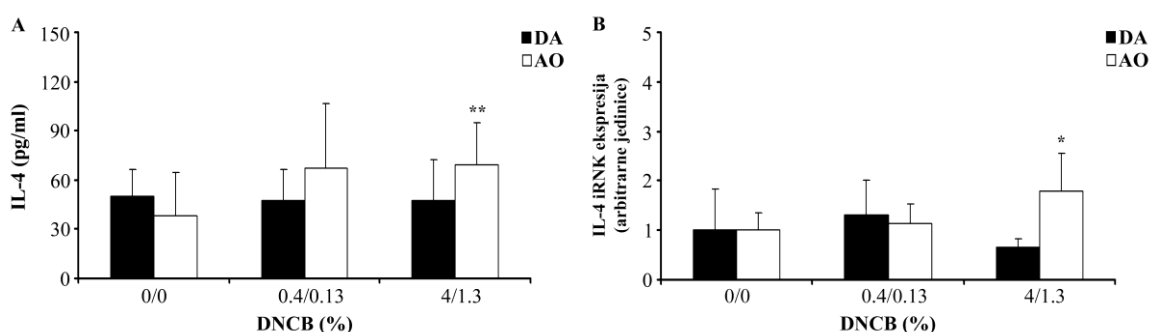 A
DA
AO
IL-4 (pg/ml)
150
120
90
60
30
0
**
0/0
0.4/0.13
4/1.3
DNCB (%)
B
DA
AO
IL-4 iRNK ekspresija
(arbitrarne jedinice)
5
4
3
2
1
0
*
0/0
0.4/0.13
4/1.3
DNCB (%)